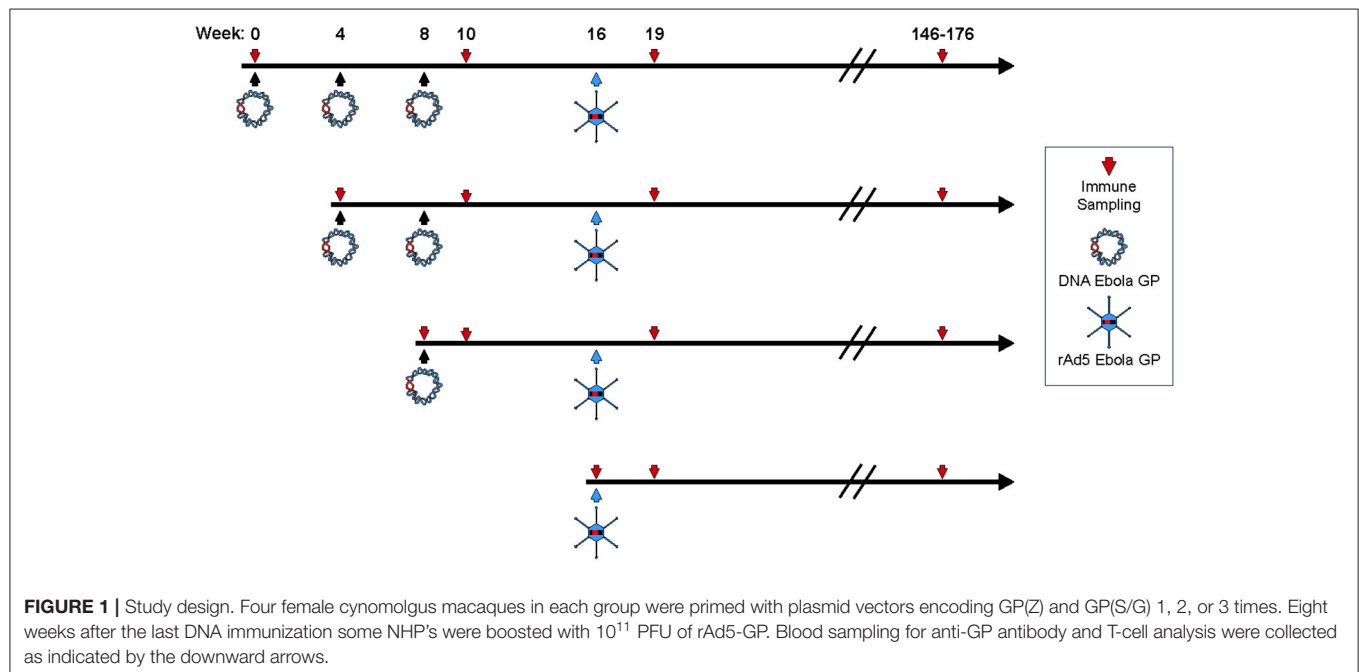 Week: 0 4 8 10 16 19 146-176
Immune
Sampling
DNA Ebola GP
rAd5 Ebola GP
FIGURE 1 | Study design. Four female cynomolgus macaques in each group were primed with plasmid vectors encoding GP(Z) and GP(S/G) 1, 2, or 3 times. Eight
weeks after the last DNA immunization some NHP's were boosted with 10¹¹ PFU of rAd5-GP. Blood sampling for anti-GP antibody and T-cell analysis were collected
as indicated by the downward arrows.